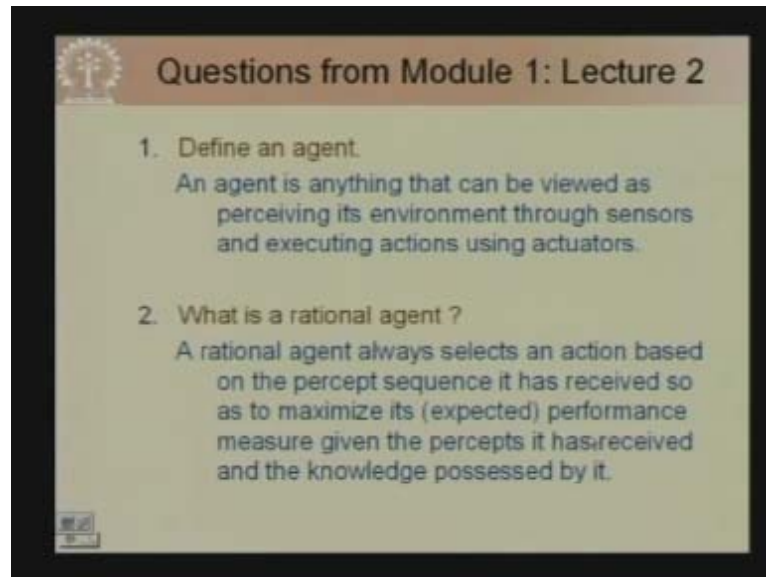 Questions from Module 1: Lecture 2
1. Define an agent.
An agent is anything that can be viewed as
perceiving its environment through sensors
and executing actions using actuators.
2. What is a rational agent ?
A rational agent always selects an action based
on the percept sequence it has received so
as to maximize its (expected) performance
measure given the percepts it has received
and the knowledge possessed by it.